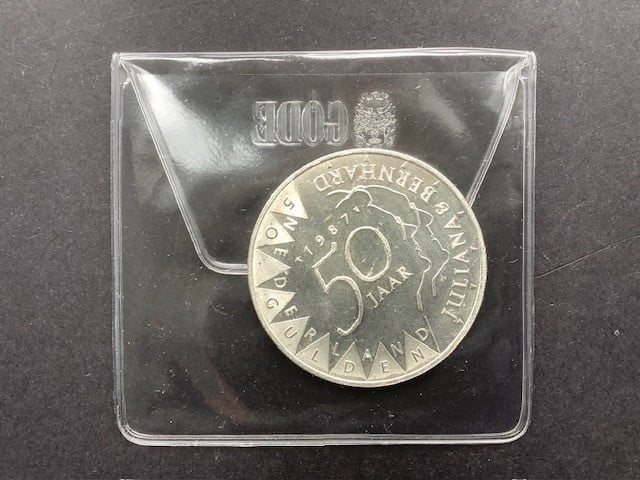 GODE
JULIANA & BERNHARD
1987
50
JAAR
NEDERLAND
50 GULDEN